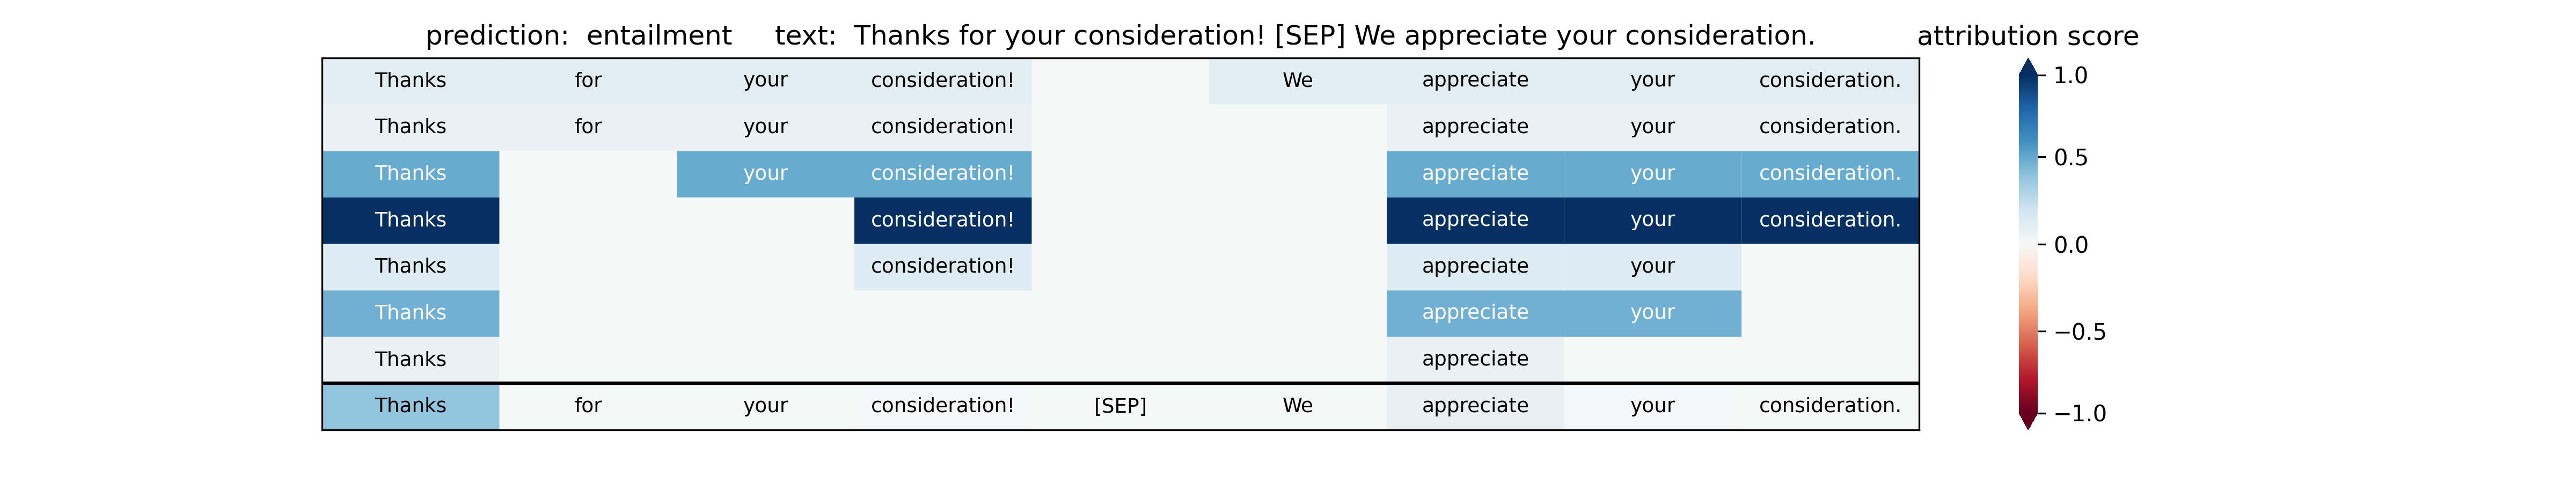 prediction: entailment text: Thanks for your consideration! [SEP] We appreciate your consideration. attribution score
Thanks for your consideration! We appreciate your consideration.
Thanks for your consideration! appreciate your consideration.
Thanks your consideration! appreciate your consideration.
Thanks consideration! appreciate your consideration.
Thanks consideration! appreciate your
Thanks appreciate your
Thanks appreciate
Thanks for your consideration! [SEP] We appreciate your consideration.
1.0
0.5
0.0
−0.5
−1.0